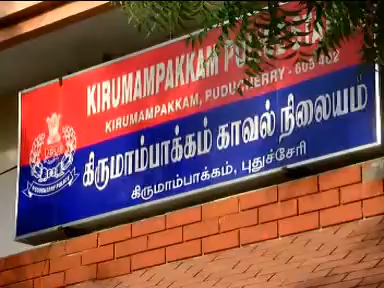 KIRUMAMPAKKAM
KIRUMAMPAKKAM, PUDUCHERRY - 605 402
கிருமாம்பாக்கம் காவல் நிலையம்
கிருமாம்பாக்கம், புதுச்சேரி